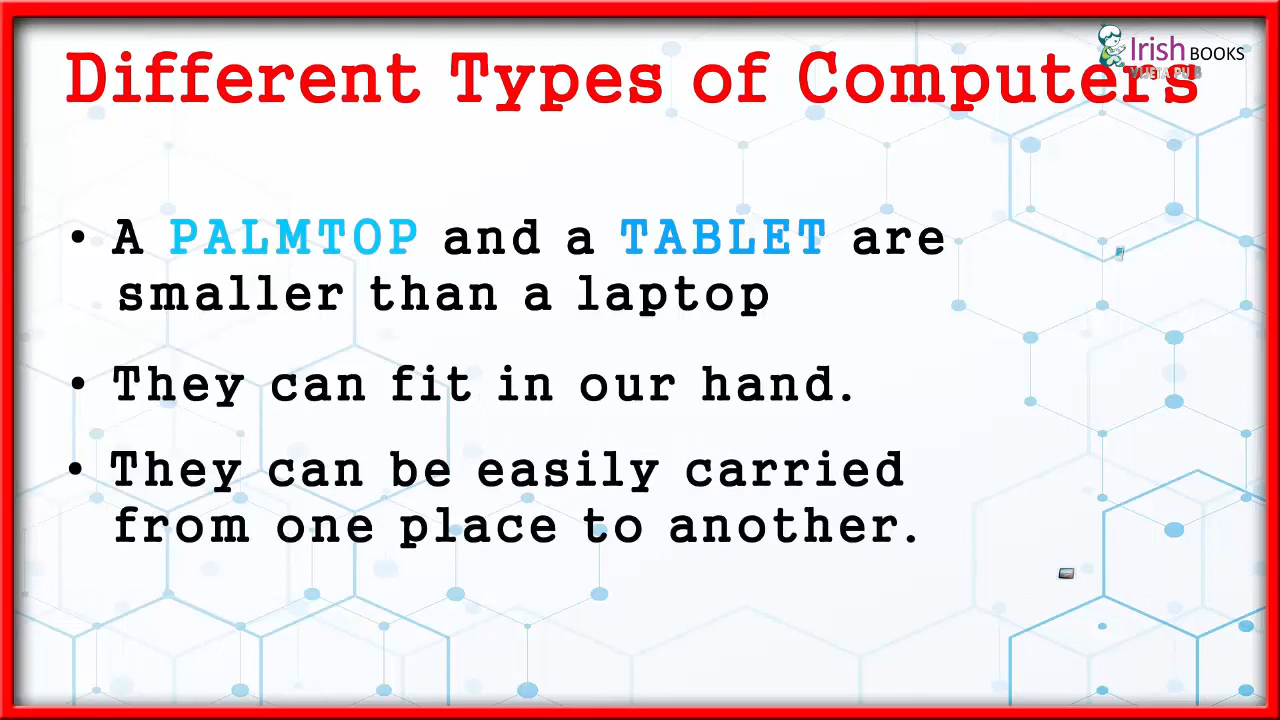 Irish BOOKS
Different Types of Computers
• A PALMTOP and a TABLET are
smaller than a laptop
• They can fit in our hand.
• They can be easily carried
from one place to another.